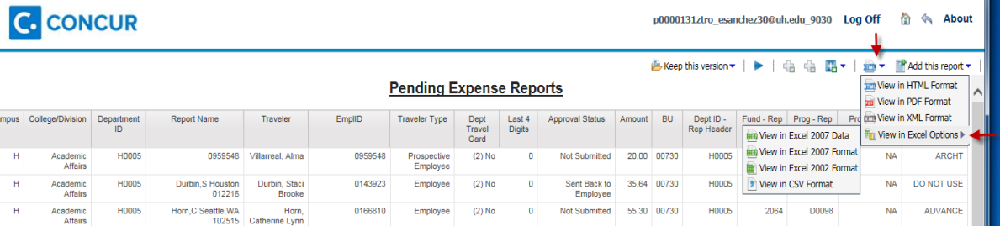 C. CONCUR
p0000131ztro_esanchez30@uh.edu_9030 Log Off About
Keep this version Add this report
Pending Expense Reports
View in HTML Format
View in PDF Format
View in XML Format
View in Excel Options
View in Excel 2007 Data
View in Excel 2007 Format
View in Excel 2002 Format
View in CSV Format
mpus College/Division Department ID Report Name Traveler EmplID Traveler Type Dept Travel Card Last 4 Digits Approval Status Amount BU Dept ID - Rep Header Fund - Rep Prog - Rep
H Academic Affairs H0005 0959548 Villarreal, Alma 0959548 Prospective Employee (2) No 0 Not Submitted 20.00 00730 H0005 NA ARCHT
H Academic Affairs H0005 Durbin,S Houston 012216 Durbin, Staci Brooke 0143923 Employee (2) No 0 Sent Back to Employee 35.64 00730 H0005 NA DO NOT USE
H Academic Affairs H0005 Horn,C Seattle,WA 102515 Horn, Catherine Lynn 0166810 Employee (2) No 0 Not Submitted 55.30 00730 H0005 2064 D0098 NA ADVANCE